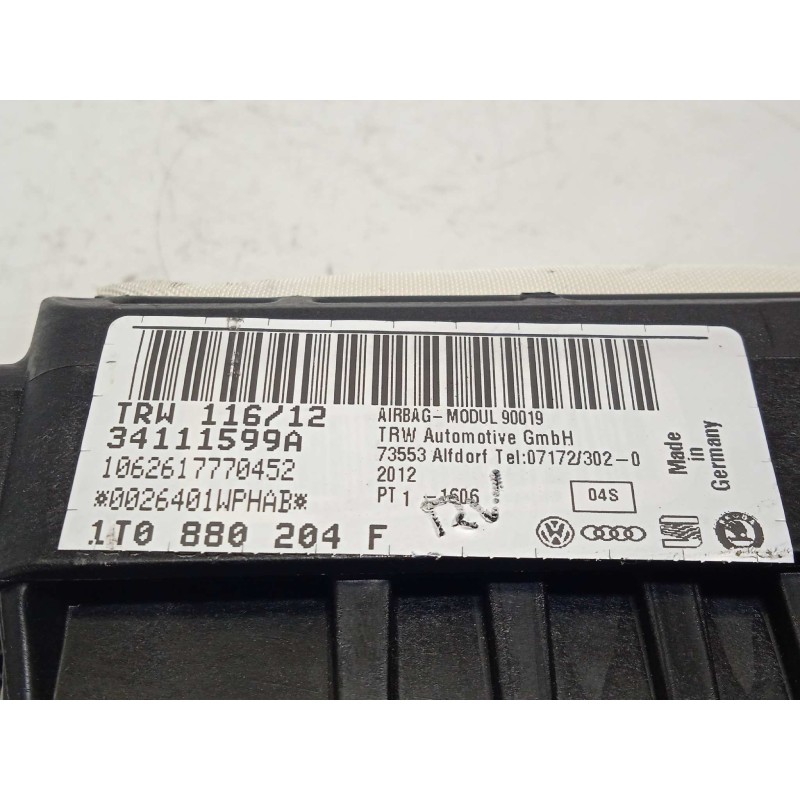 TRW 116/12
34111599A
1062617770452
*0026401WPHAB*
1T0 880 204 F
AIRBAG-MODUL 90019
TRW Automotive GmbH
73553 Alfdorf Tel:07172/302-0
2012
PT 1 -1606
04S
Made in
Germany